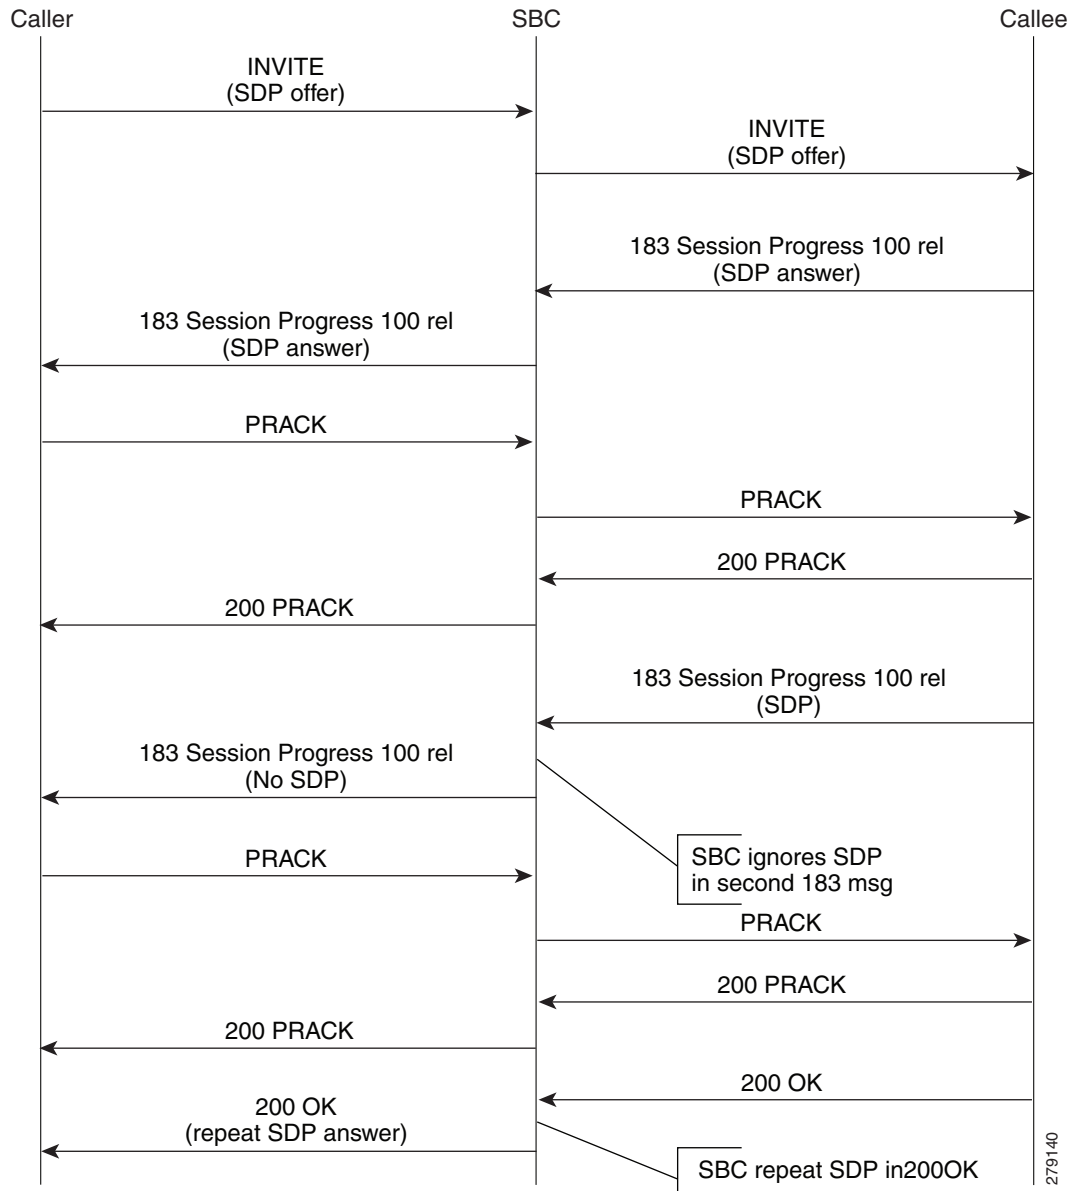 Caller
SBC
Callee
INVITE
(SDP offer)
INVITE
(SDP offer)
183 Session Progress 100 rel
(SDP answer)
183 Session Progress 100 rel
(SDP answer)
PRACK
PRACK
200 PRACK
200 PRACK
183 Session Progress 100 rel
(SDP)
183 Session Progress 100 rel
(No SDP)
SBC ignores SDP
in second 183 msg
PRACK
PRACK
200 PRACK
200 PRACK
200 OK
200 OK
(repeat SDP answer)
SBC repeat SDP in200OK
279140